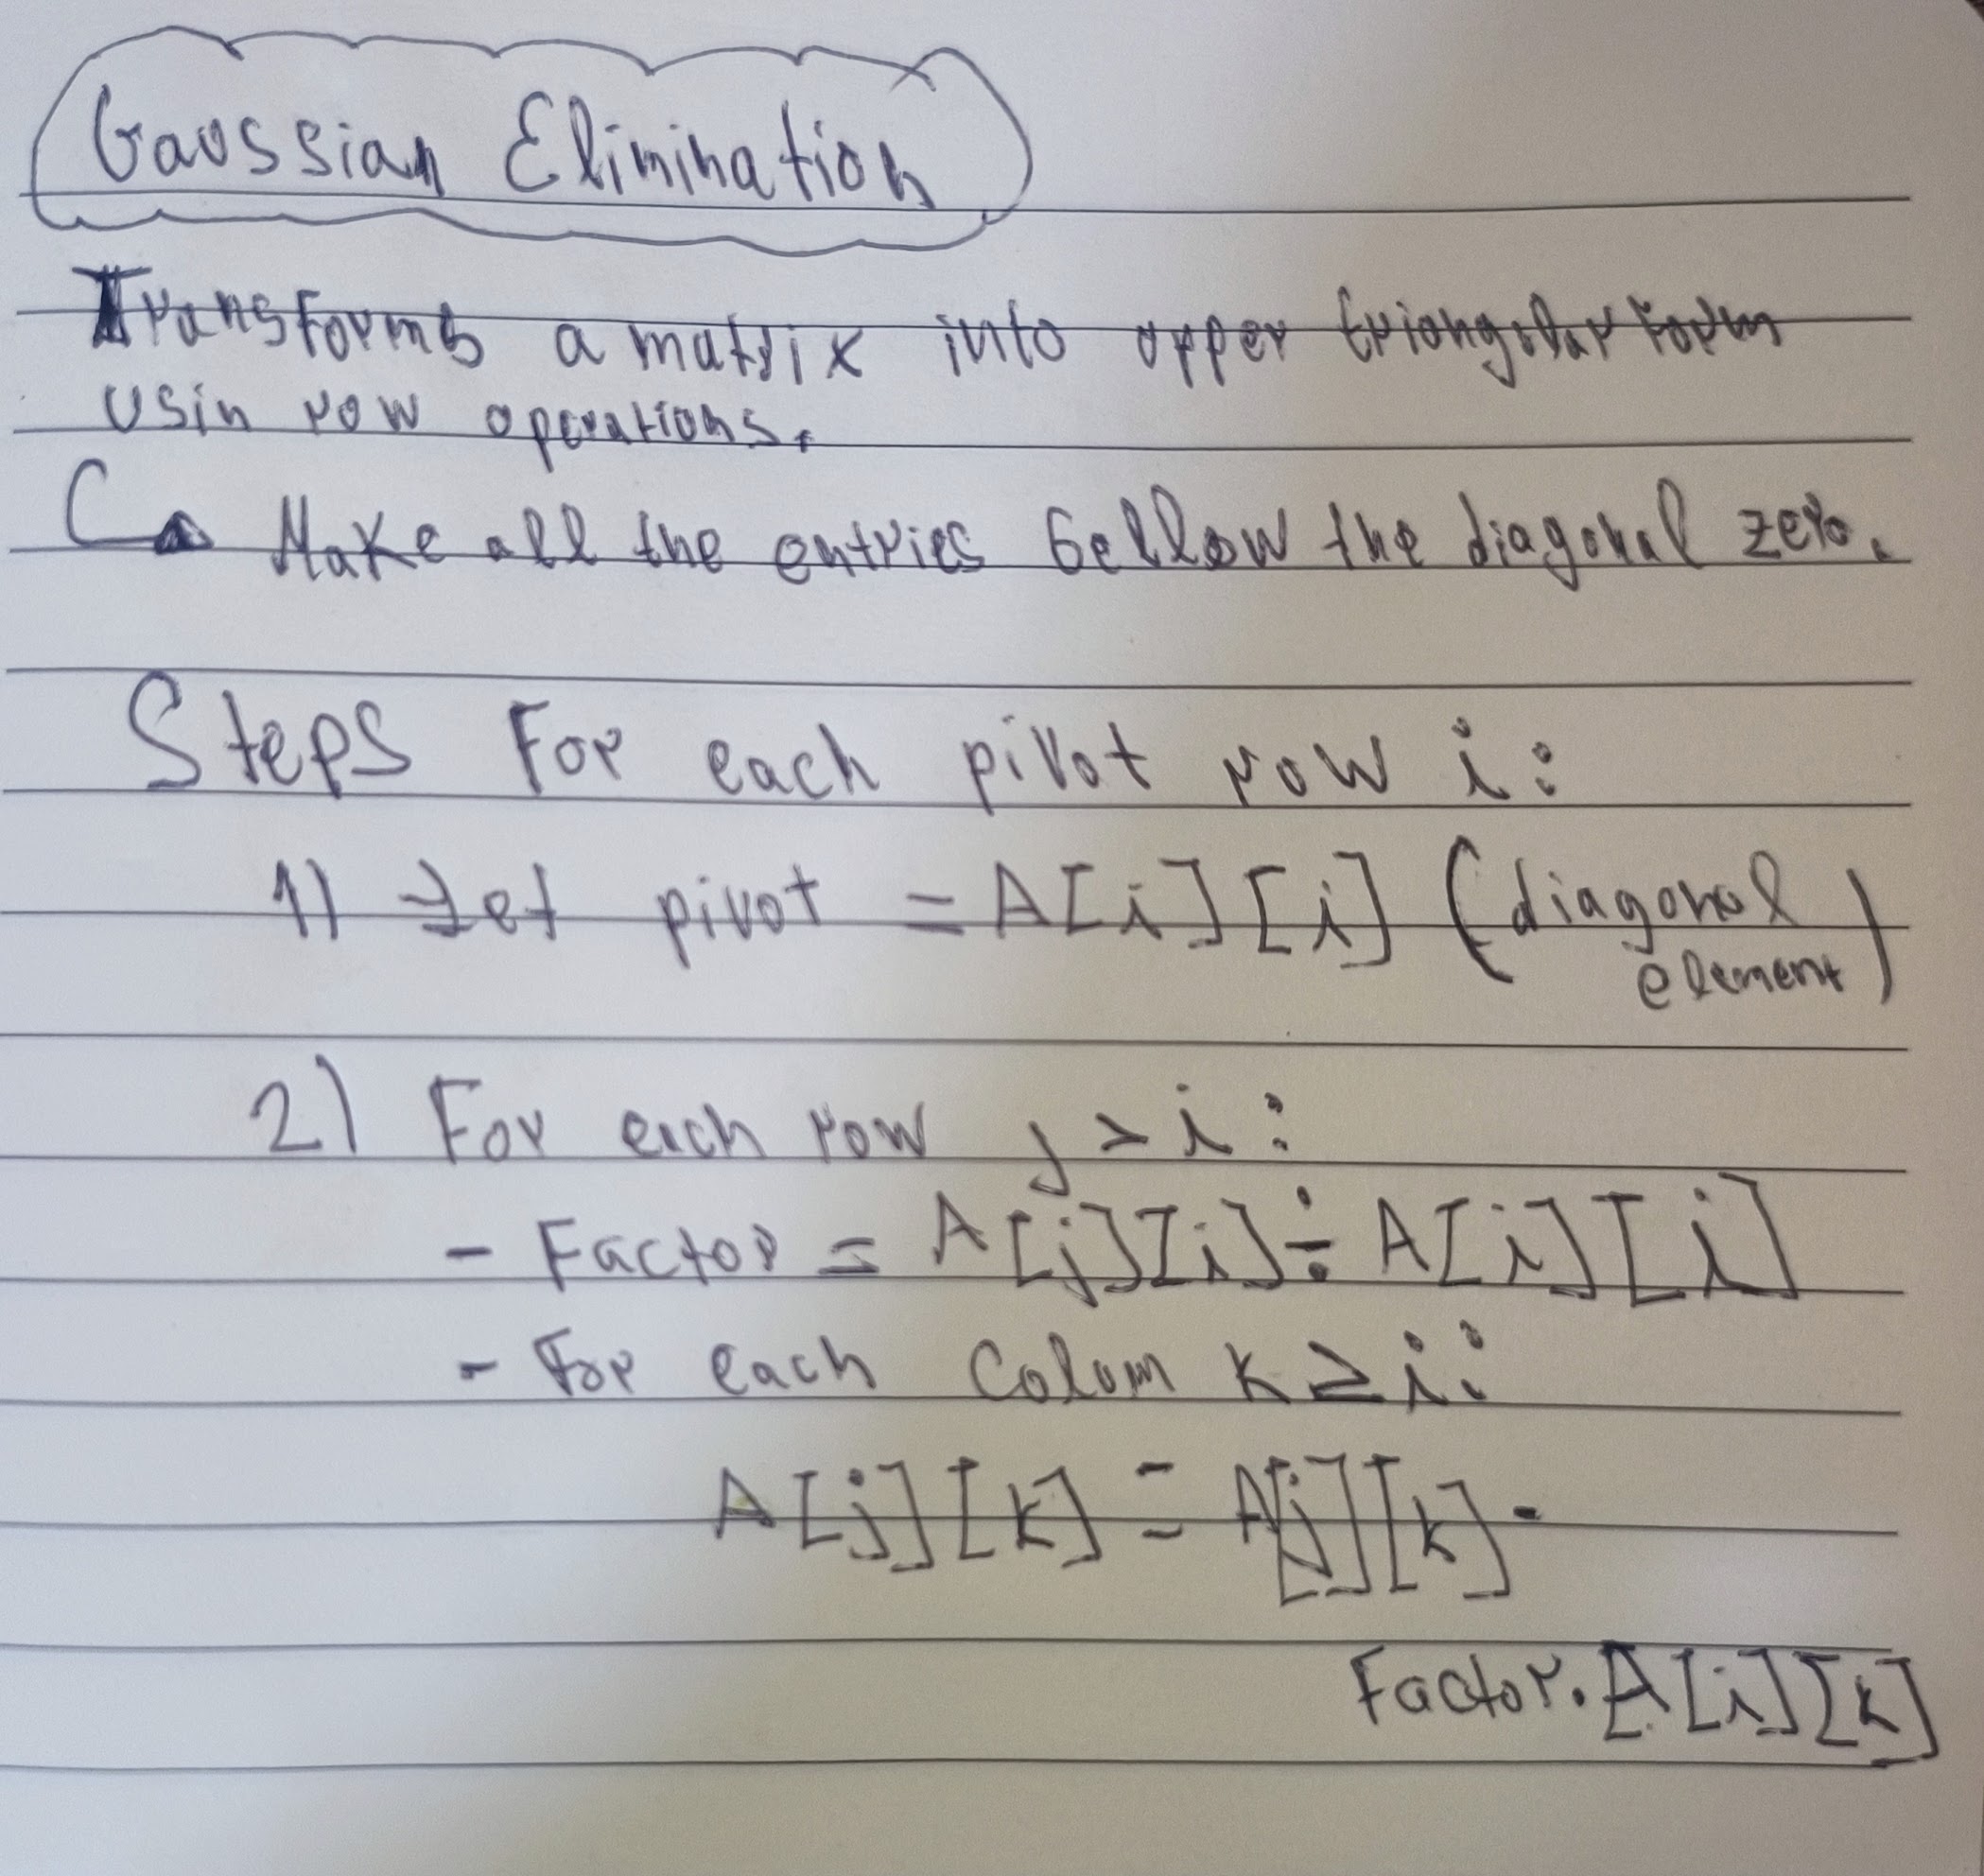 Gaussian Elimination
Transforms a matrix into upper triangular form
usin row operations.
Make all the entries bellow the diagonal zero.
Steps For each pivot row i:
1) Let pivot = A[i][i] (diagonal
element)
2) For each row j > i:
- Factor = A[j][i] ÷ A[i][i]
- For each Colum k ≥ i:
A[j][k] = A[j][k] -
Factor. A[i][k]